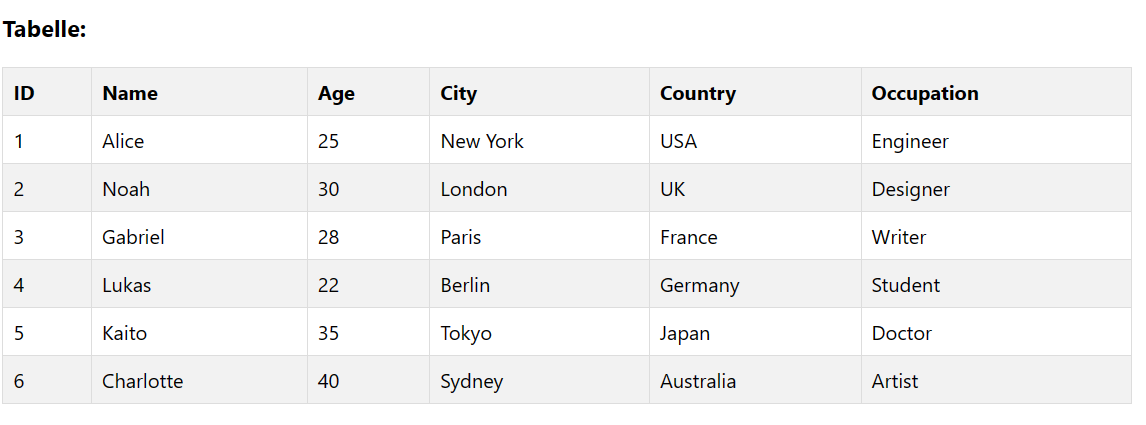 Tabelle:
ID Name Age City Country Occupation
1 Alice 25 New York USA Engineer
2 Noah 30 London UK Designer
3 Gabriel 28 Paris France Writer
4 Lukas 22 Berlin Germany Student
5 Kaito 35 Tokyo Japan Doctor
6 Charlotte 40 Sydney Australia Artist